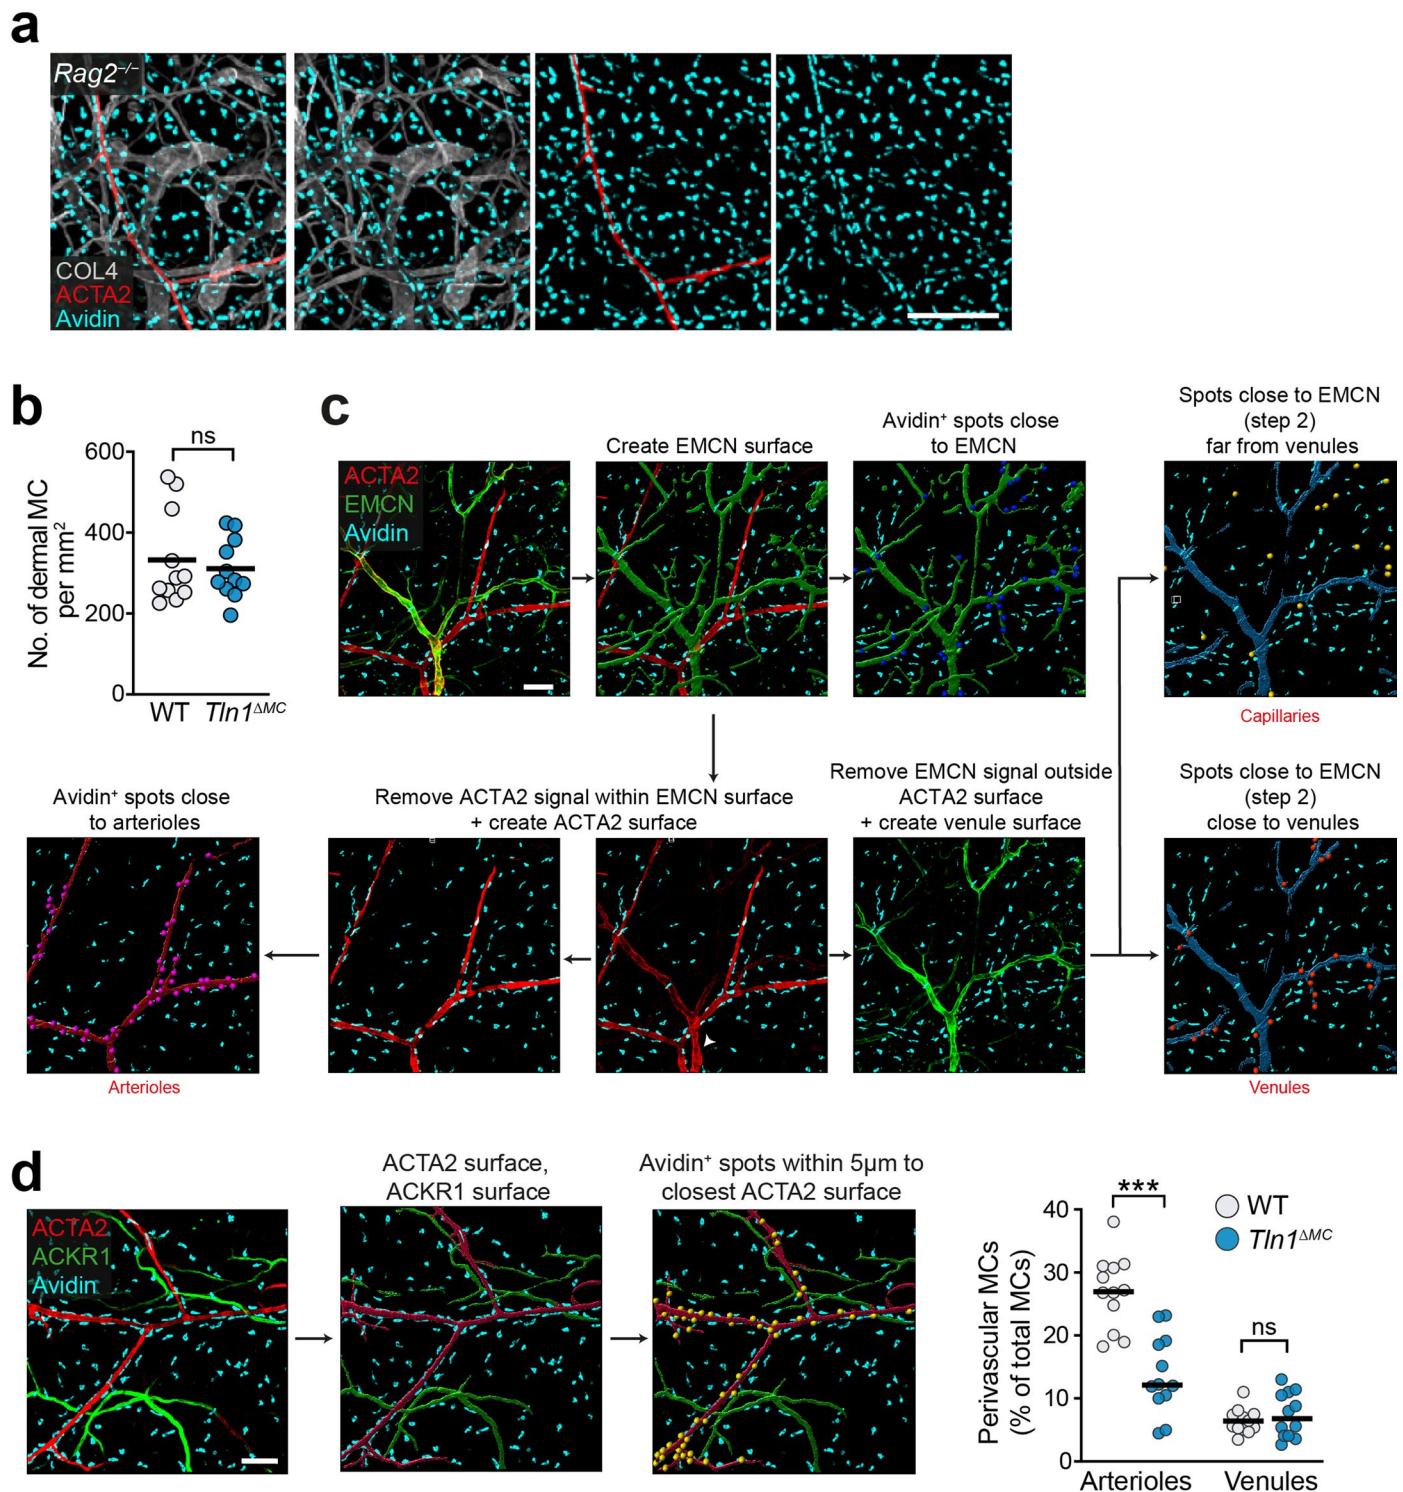 a
Rag2⁻/⁻
COL4
ACTA2
Avidin
b
No. of dermal MC
per mm²
600
400
200
0
ns
WT
Tln1ΔMC
c
ACTA2
EMCN
Avidin
Create EMCN surface
Avidin⁺ spots close
to EMCN
Spots close to EMCN
(step 2)
far from venules
Capillaries
Avidin⁺ spots close
to arterioles
Arterioles
Remove ACTA2 signal within EMCN surface
+ create ACTA2 surface
Remove EMCN signal outside
ACTA2 surface
+ create venule surface
Spots close to EMCN
(step 2)
close to venules
Venules
d
ACTA2
ACKR1
Avidin
ACTA2 surface,
ACKR1 surface
Avidin⁺ spots within 5µm to
closest ACTA2 surface
Perivascular MCs
(% of total MCs)
40
30
20
10
0
***
ns
WT
Tln1ΔMC
Arterioles
Venules